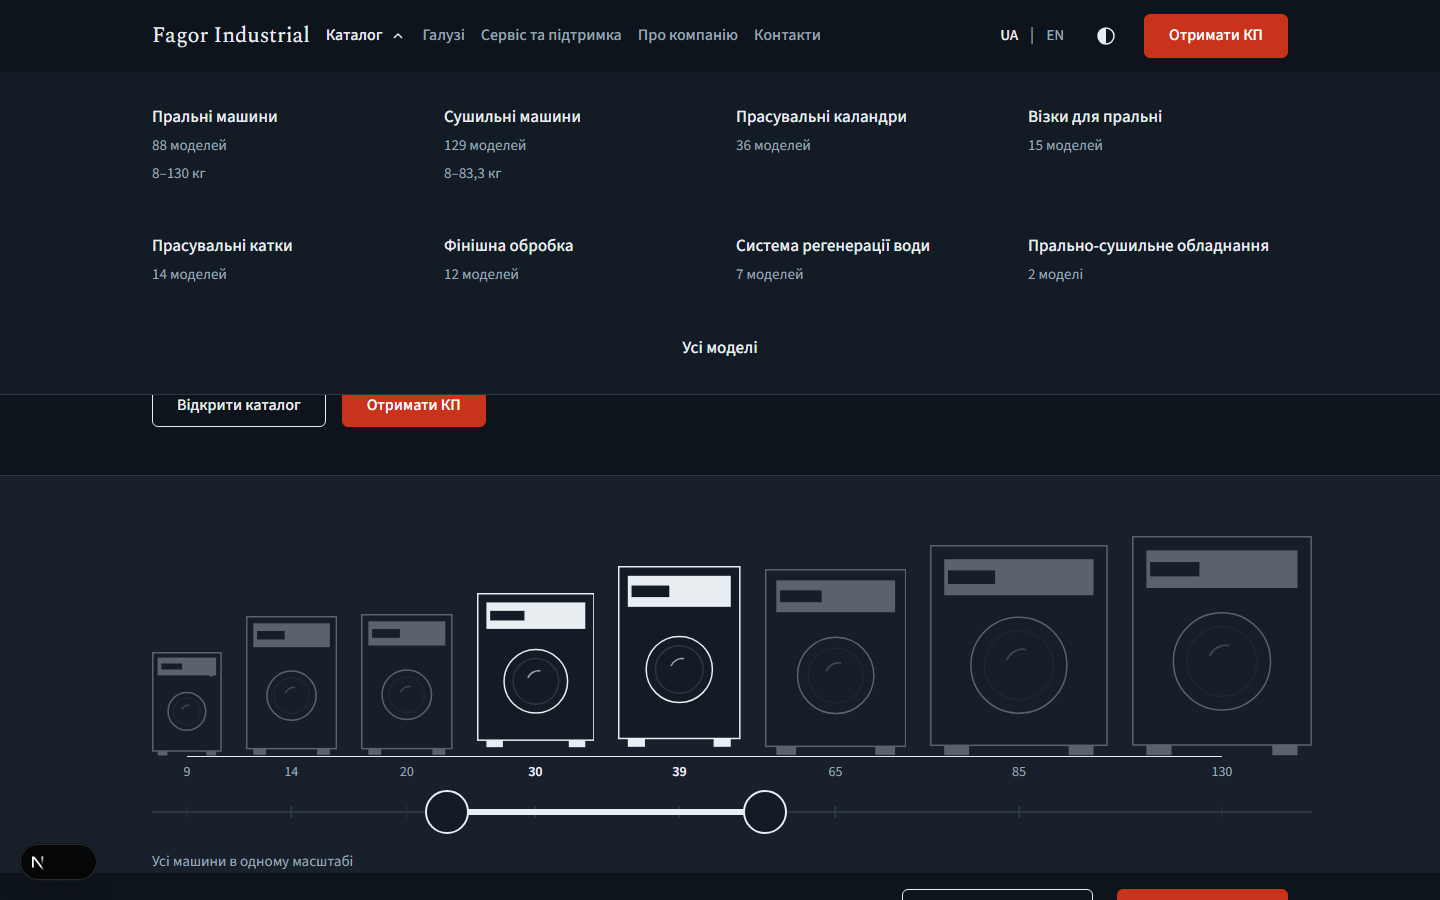 Fagor Industrial Каталог Галузі Сервіс та підтримка Про компанію Контакти UA | EN Отримати КП
Пральні машини
88 моделей
8–130 кг
Сушильні машини
129 моделей
8–83,3 кг
Прасувальні каландри
36 моделей
Візки для пральні
15 моделей
Прасувальні катки
14 моделей
Фінішна обробка
12 моделей
Система регенерації води
7 моделей
Прально-сушильне обладнання
2 моделі
Усі моделі
Відкрити каталог Отримати КП
9 14 20 30 39 65 85 130
Усі машини в одному масштабі
N